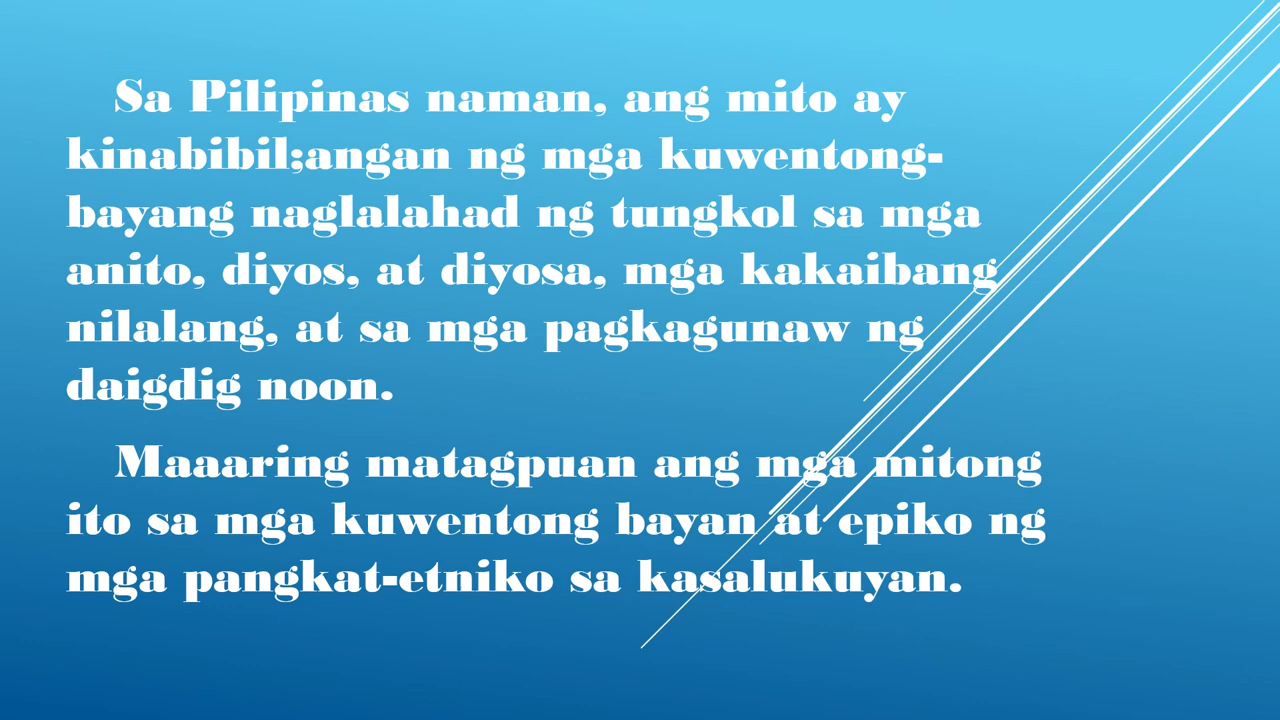 Sa Pilipinas naman, ang mito ay
kinabibil;angan ng mga kuwentong-
bayang naglalahad ng tungkol sa mga
anito, diyos, at diyosa, mga kakaibang
nilalang, at sa mga pagkagunaw ng
daigdig noon.
Maaaring matagpuan ang mga mitong
ito sa mga kuwentong bayan at epiko ng
mga pangkat-etniko sa kasalukuyan.